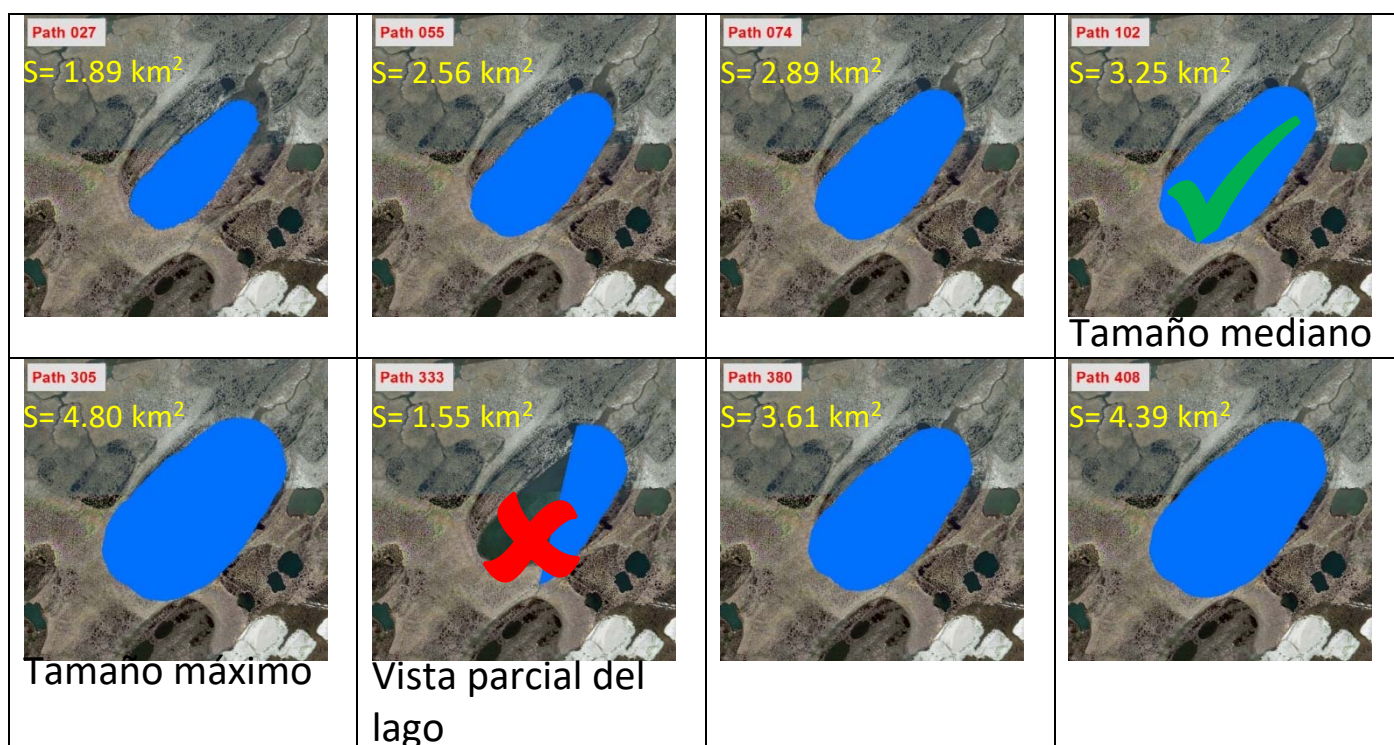 Path 027
S= 1.89 km²
Path 055
S= 2.56 km²
Path 074
S= 2.89 km²
Path 102
S= 3.25 km²
Tamaño mediano
Path 305
S= 4.80 km²
Tamaño máximo
Path 333
S= 1.55 km²
Vista parcial del
lago
Path 380
S= 3.61 km²
Path 408
S= 4.39 km²